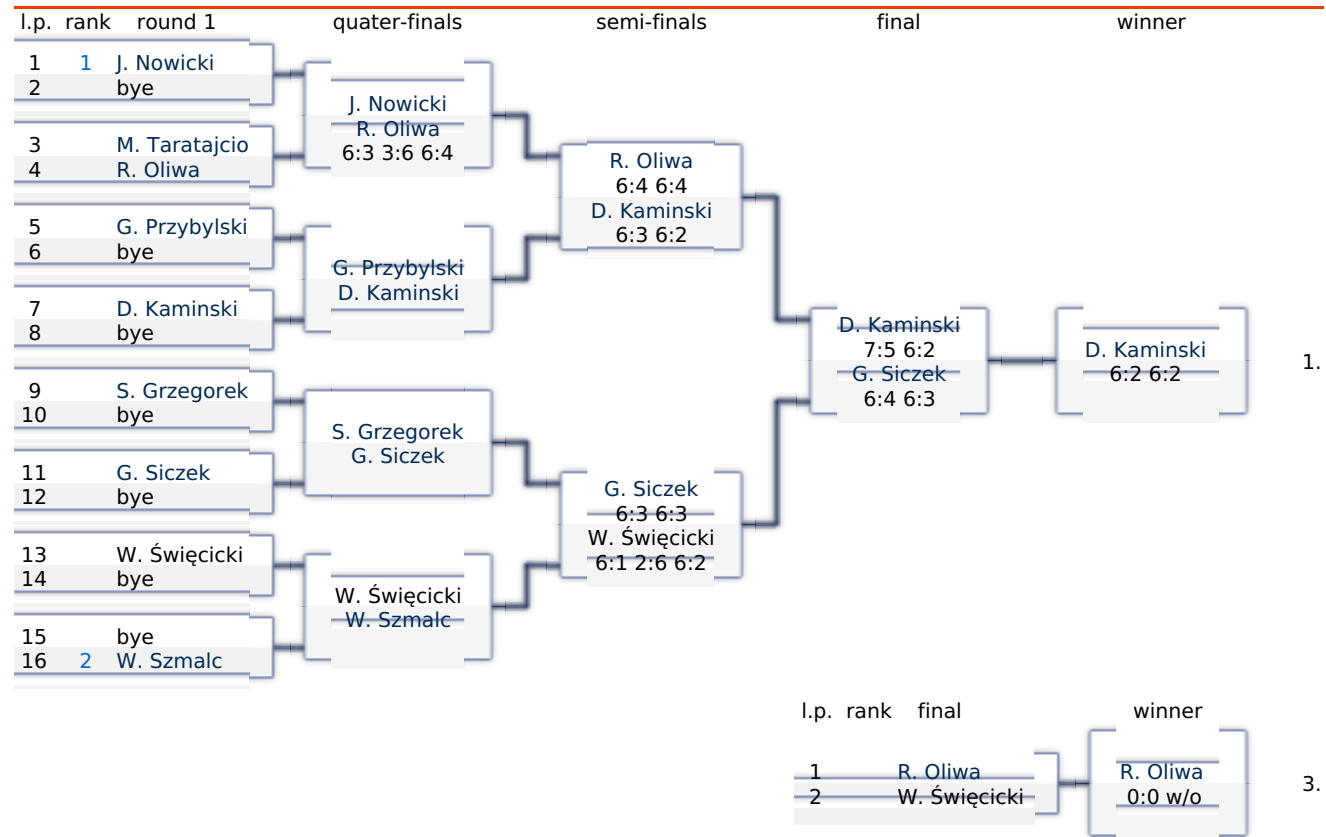 l.p. rank round 1 quater-finals semi-finals final winner
1 1 J. Nowicki
2 bye
J. Nowicki
R. Oliwa
6:3 3:6 6:4
3 M. Taratajcio
4 R. Oliwa
R. Oliwa
6:4 6:4
D. Kaminski
6:3 6:2
5 G. Przybylski
6 bye
G. Przybylski
D. Kaminski
7 D. Kaminski
8 bye
D. Kaminski
7:5 6:2
G. Siczek
6:4 6:3
D. Kaminski
6:2 6:2
1.
9 S. Grzegorek
10 bye
S. Grzegorek
G. Siczek
11 G. Siczek
12 bye
G. Siczek
6:3 6:3
W. Święcicki
6:1 2:6 6:2
13 W. Święcicki
14 bye
W. Święcicki
W. Szmalc
15 bye
16 2 W. Szmalc
l.p. rank final winner
1 R. Oliwa
2 W. Święcicki
R. Oliwa
0:0 w/o
3.